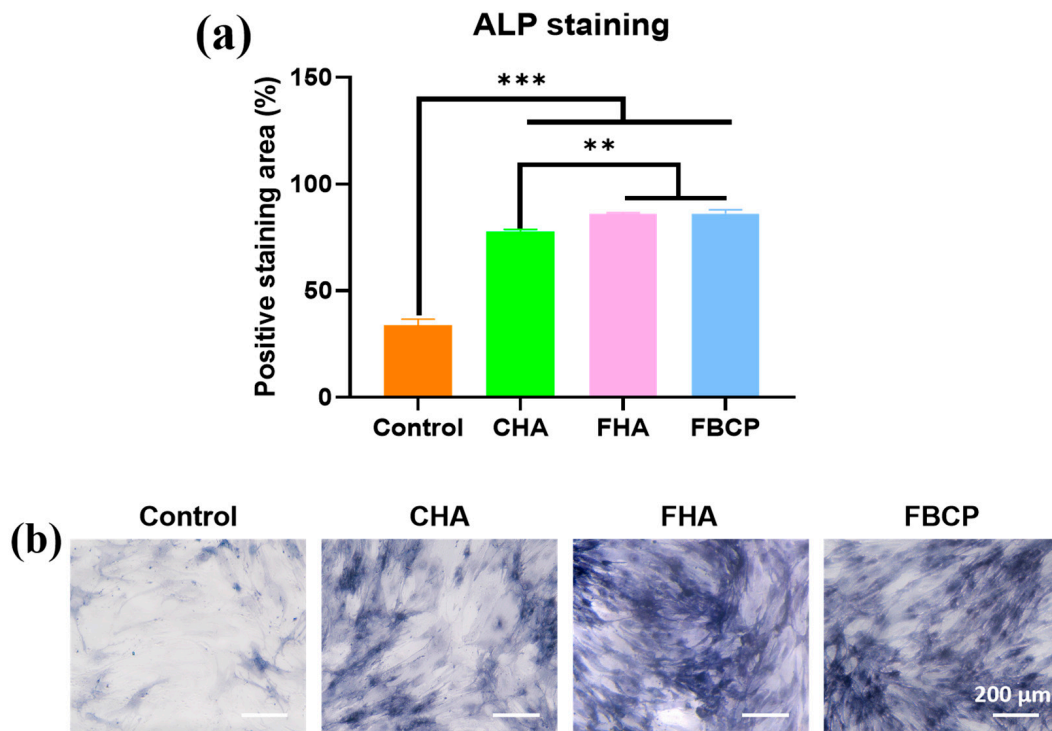 (a)
ALP staining
Positive staining area (%)
150
100
50
0
***
**
Control CHA FHA FBCP
(b)
Control CHA FHA FBCP
200 μm